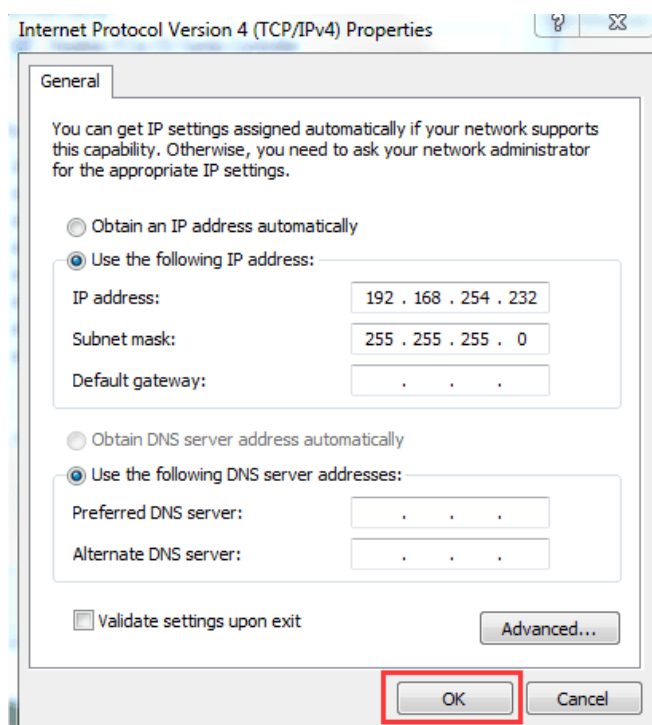 Internet Protocol Version 4 (TCP/IPv4) Properties
General
You can get IP settings assigned automatically if your network supports
this capability. Otherwise, you need to ask your network administrator
for the appropriate IP settings.
Obtain an IP address automatically
Use the following IP address:
IP address: 192 . 168 . 254 . 232
Subnet mask: 255 . 255 . 255 . 0
Default gateway: . . .
Obtain DNS server address automatically
Use the following DNS server addresses:
Preferred DNS server: . . .
Alternate DNS server: . . .
Validate settings upon exit
Advanced...
OK Cancel